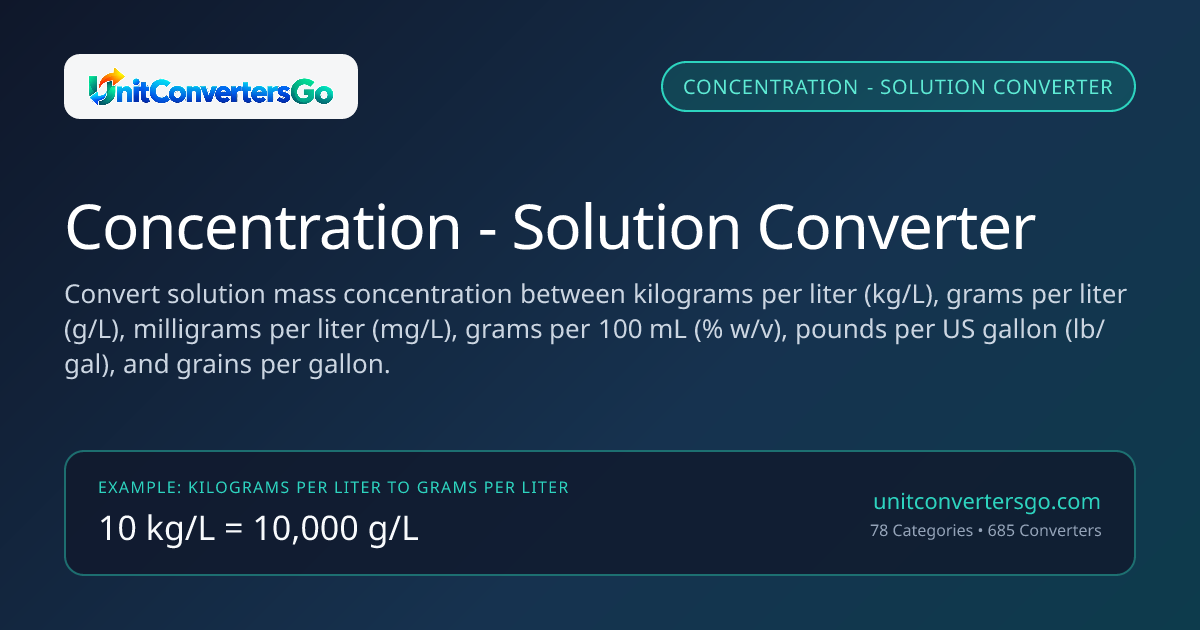 UnitConvertersGo
CONCENTRATION - SOLUTION CONVERTER
Concentration - Solution Converter
Convert solution mass concentration between kilograms per liter (kg/L), grams per liter
(g/L), milligrams per liter (mg/L), grams per 100 mL (% w/v), pounds per US gallon (lb/
gal), and grains per gallon.
EXAMPLE: KILOGRAMS PER LITER TO GRAMS PER LITER
10 kg/L = 10,000 g/L
unitconvertersgo.com
78 Categories • 685 Converters